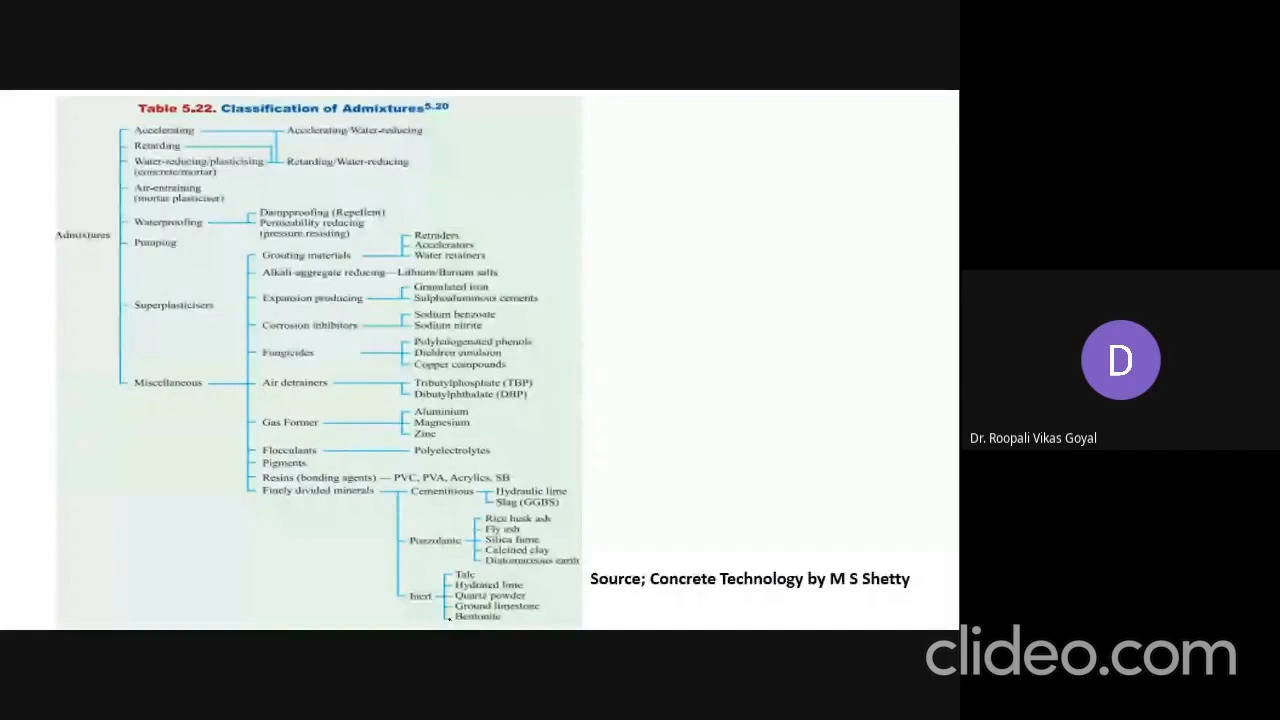 Table 5.22. Classification of Admixtures5.20
Accelerating
Accelerating/Water-reducing
Retarding
Water-reducing/plasticising
(concrete/mortar)
Retarding/Water-reducing
Air-entraining
(mortar plasticiser)
Waterproofing
Dampproofing (Repellent)
Permeability reducing
(pressure resisting)
Admixtures
Pumping
Superplasticisers
Miscellaneous
Grouting materials
Retraders
Accelerators
Water retainers
Alkali-aggregate reducing—Lithium/Barium salts
Expansion producing
Granulated iron
Sulphoaluminous cements
Corrosion inhibitors
Sodium benzoate
Sodium nitrite
Fungicides
Polyhalogenated phenols
Dieldren emulsion
Copper compounds
Air detrainers
Tributylphosphate (TBP)
Dibutylphthalate (DBP)
Gas Former
Aluminium
Magnesium
Zinc
Flocculants
Polyelectrolytes
Pigments
Resins (bonding agents) — PVC, PVA, Acrylics, SB
Finely divided minerals
Cementitious
Hydraulic lime
Slag (GGBS)
Pozzolanic
Rice husk ash
Fly ash
Silica fume
Calcined clay
Diatomaceous earth
Inert
Talc
Hydrated lime
Quartz powder
Ground limestone
Bentonite
Source; Concrete Technology by M S Shetty
D
Dr. Roopali Vikas Goyal
clideo.com